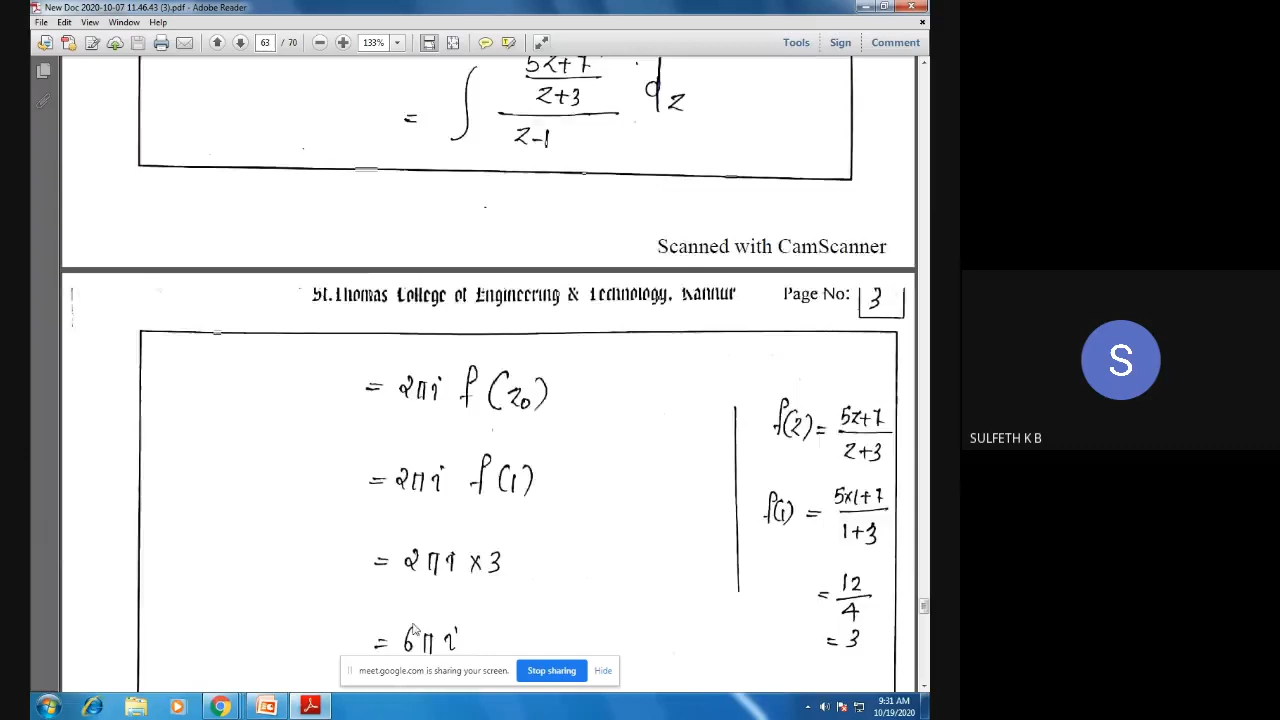 New Doc 2020-10-07 11.46.43 (3).pdf - Adobe Reader
File Edit View Window Help
63 / 70 133% Tools Sign Comment
5z+7
z+3
= ∫ dz
z-1
Scanned with CamScanner
St.Thomas College of Engineering & Technology, Kannur Page No: 3
= 2πi f(z₀)
= 2πi f(1)
= 2πi × 3
= 6πi
f(z) = 5z+7
z+3
f(1) = 5×1+7
1+3
= 12
4
= 3
S
SULFETH K B
meet.google.com is sharing your screen. Stop sharing Hide
9:31 AM
10/19/2020